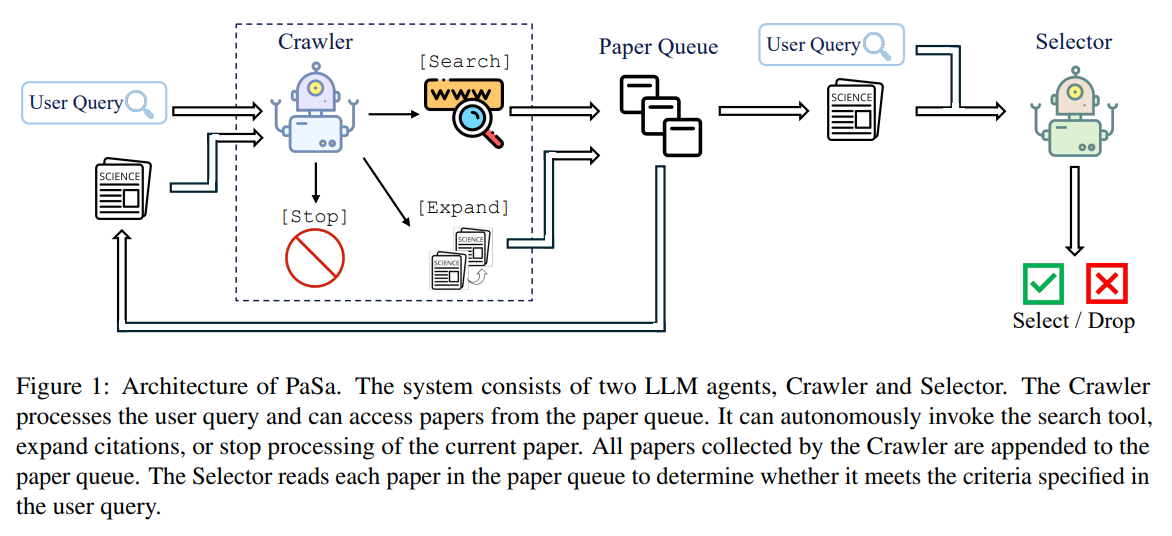 Crawler
Paper Queue
User Query
Selector
[Search]
WWW
User Query
SCIENCE
SCIENCE
[Stop]
[Expand]
SCIENCE
SCIENCE
Select / Drop
Figure 1: Architecture of PaSa. The system consists of two LLM agents, Crawler and Selector. The Crawler
processes the user query and can access papers from the paper queue. It can autonomously invoke the search tool,
expand citations, or stop processing of the current paper. All papers collected by the Crawler are appended to the
paper queue. The Selector reads each paper in the paper queue to determine whether it meets the criteria specified in
the user query.